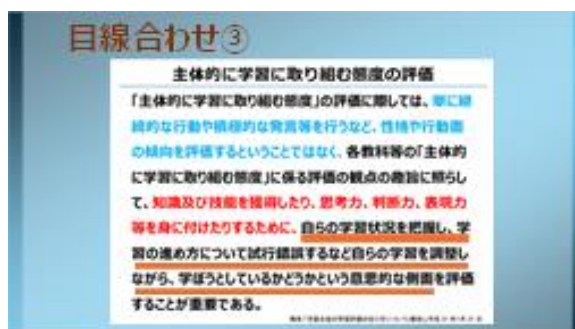 目線合わせ③
主体的に学習に取り組む態度の評価
「主体的に学習に取り組む態度」の評価に際しては、単に継
続的な行動や積極的な発言等を行うなど、性格や行動面
の傾向を評価するということではなく、各教科等の「主体的
に学習に取り組む態度」に係る評価の観点の趣旨に照らし
て、知識及び技能を獲得したり、思考力、判断力、表現力
等を身に付けたりするために、自らの学習状況を把握し、学
習の進め方について試行錯誤するなど自らの学習を調整し
ながら、学ぼうとしているかどうかという意思的な側面を評価
することが重要である。